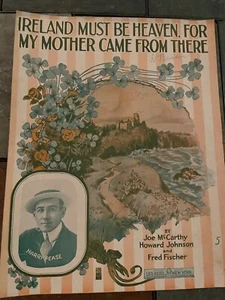 IRELAND MUST BE HEAVEN, FOR
MY MOTHER CAME FROM THERE
BY
Joe McCarthy
Howard Johnson
and
Fred Fischer
HARRY PEASE
5